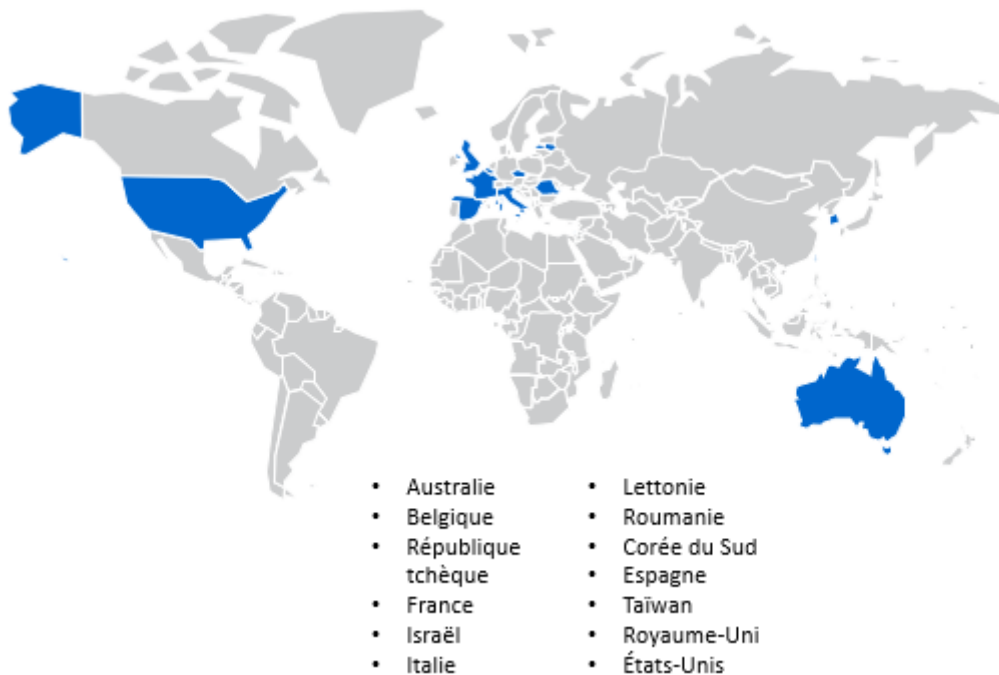 • Australie
• Belgique
• République
tchèque
• France
• Israël
• Italie
• Lettonie
• Roumanie
• Corée du Sud
• Espagne
• Taïwan
• Royaume-Uni
• États-Unis